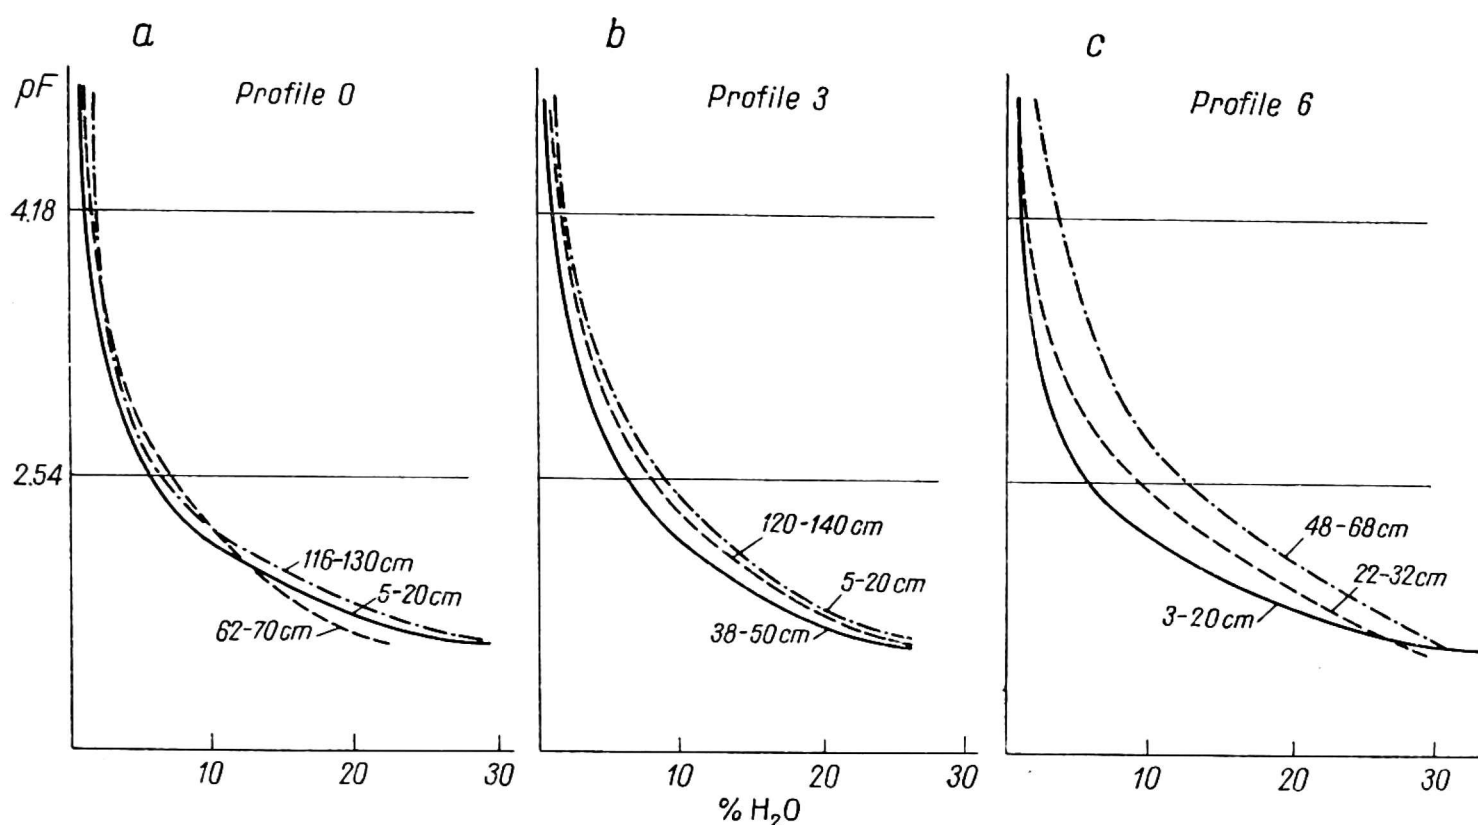 a
b
c
pF
Profile 0
Profile 3
Profile 6
4.18
2.54
116-130cm
5-20cm
62-70cm
120-140cm
5-20cm
38-50cm
48-68cm
22-32cm
3-20cm
10 20 30
10 20 30
10 20 30
% H₂O